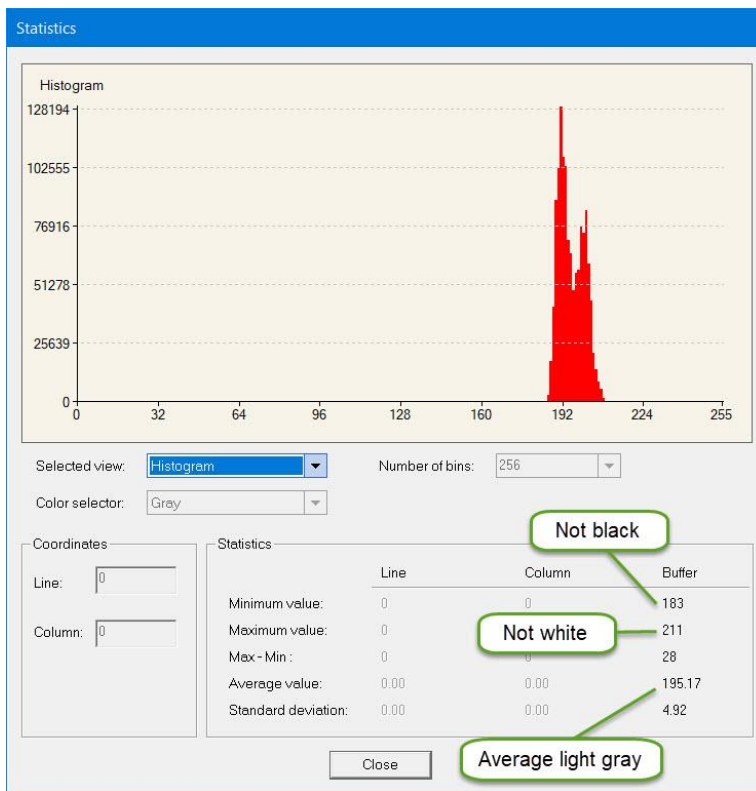 Statistics
Histogram
128194
102555
76916
51278
25639
0
0 32 64 96 128 160 192 224 255
Selected view: Histogram Number of bins: 256
Color selector: Gray
Coordinates
Line: 0
Column: 0
Statistics
Not black
Line Column Buffer
Minimum value: 0 0 183
Maximum value: 0 Not white 211
Max - Min : 0 0 28
Average value: 0.00 0.00 195.17
Standard deviation: 0.00 0.00 4.92
Close
Average light gray